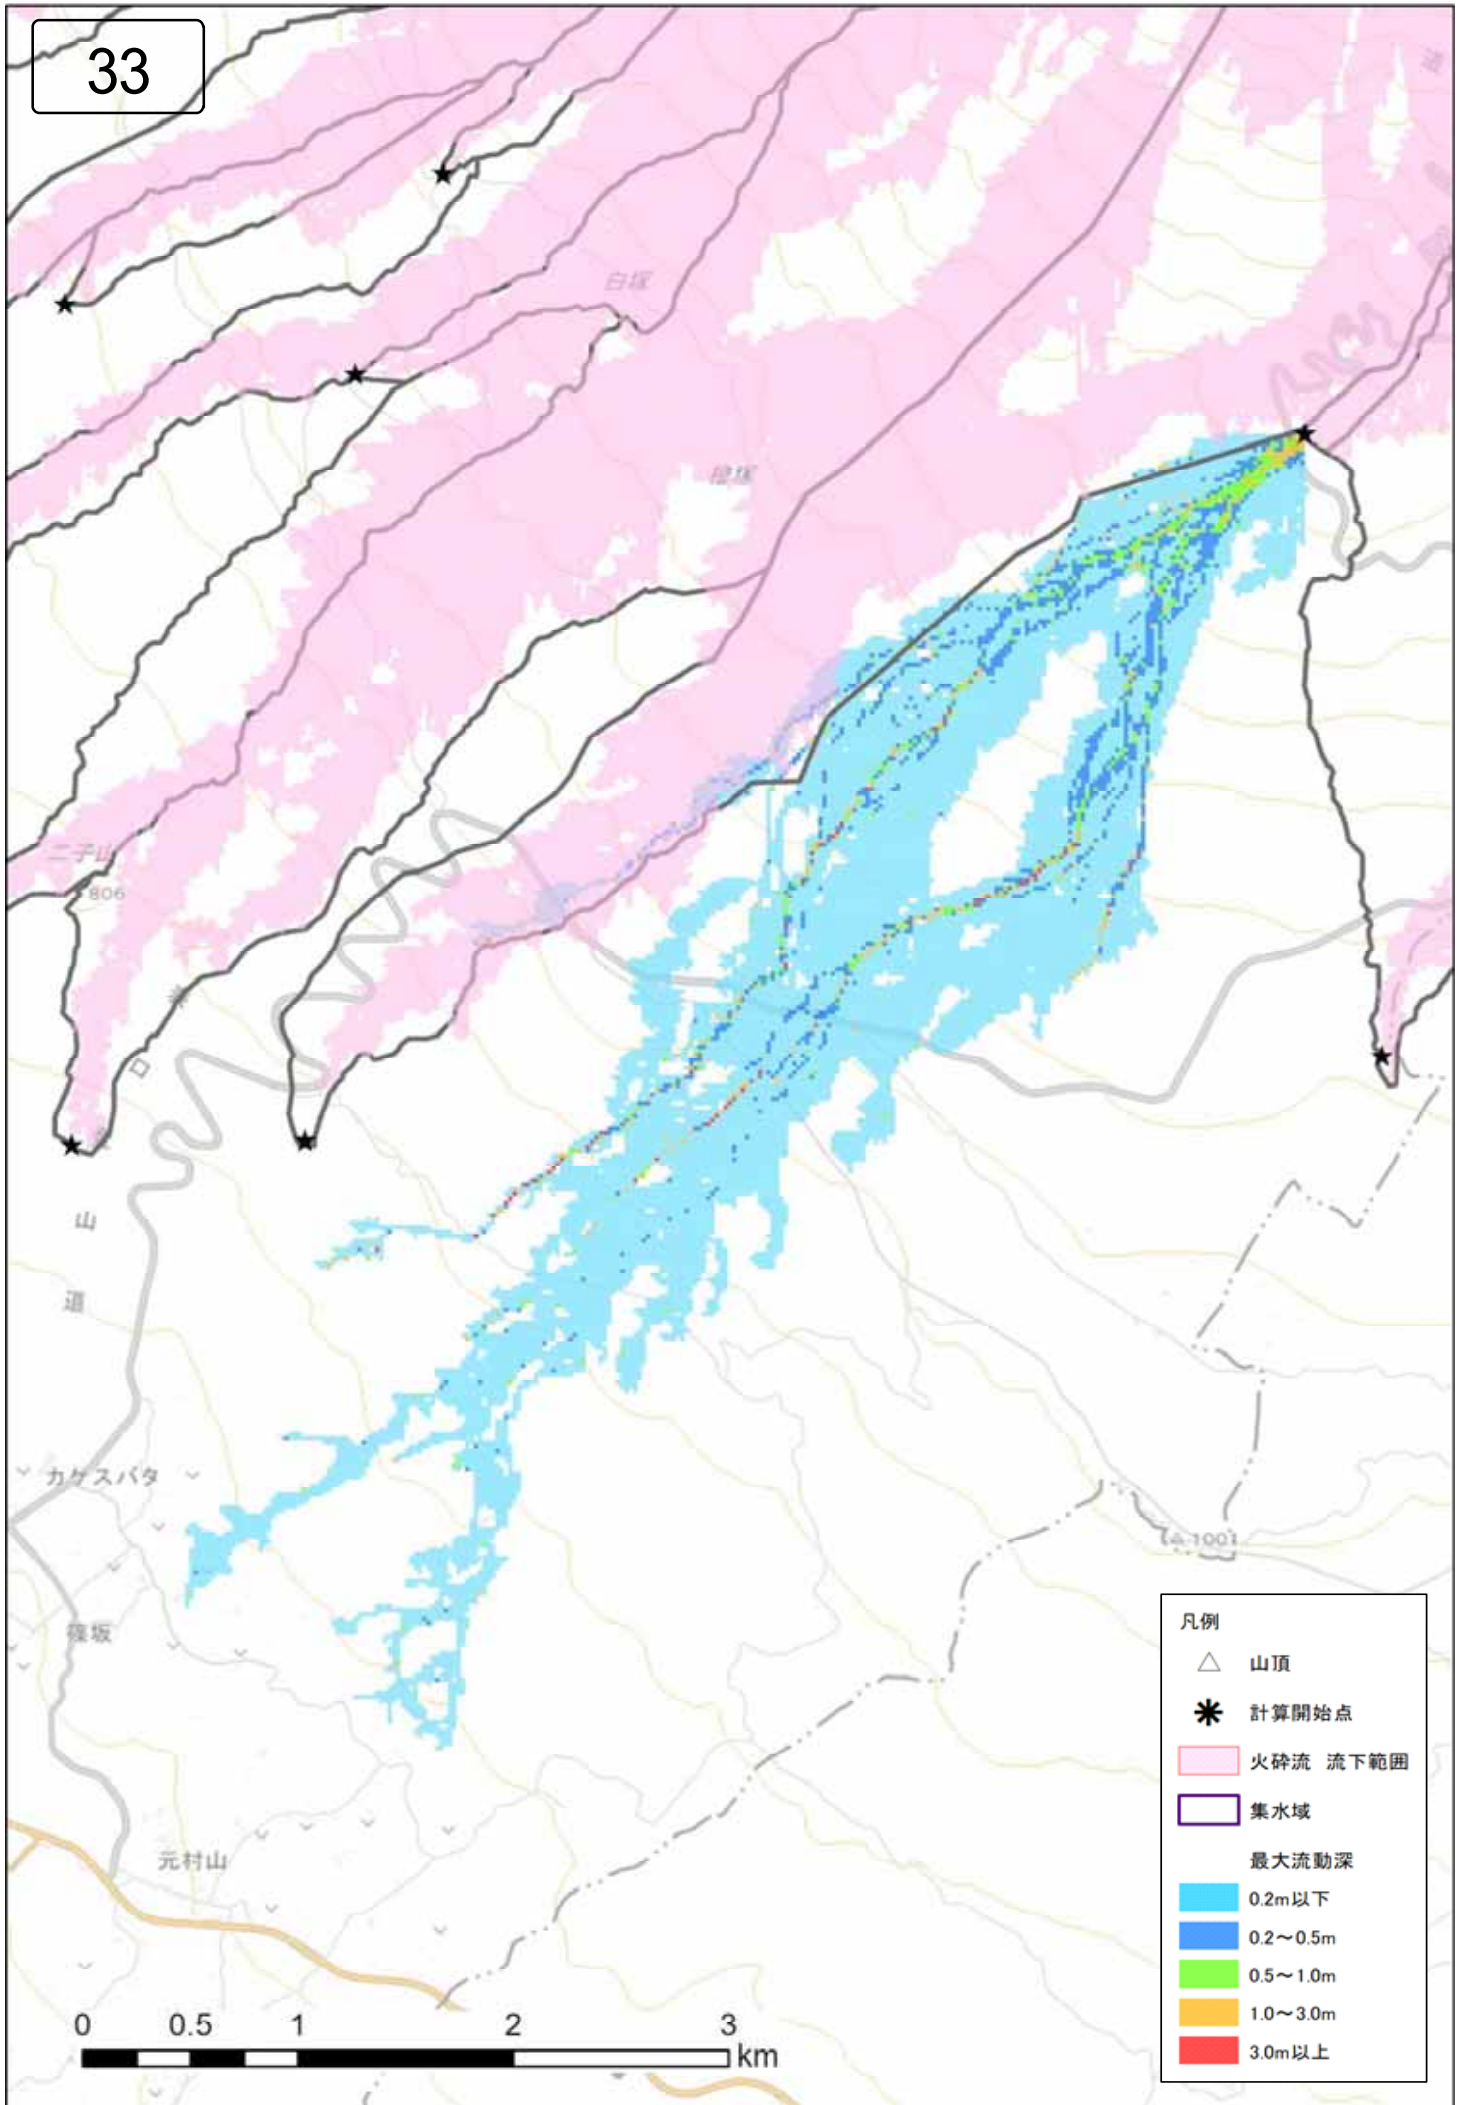 33
道
白塚
二子山
806
口
山
道
カケスバタ
1001
篠坂
元村山
凡例
山頂
計算開始点
火砕流 流下範囲
集水域
最大流動深
0.2m以下
0.2～0.5m
0.5～1.0m
1.0～3.0m
3.0m以上
0 0.5 1 2 3
km